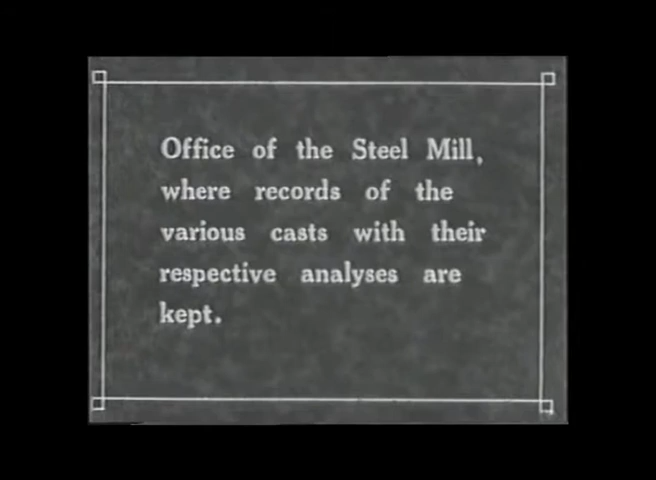 Office of the Steel Mill,
where records of the
various casts with their
respective analyses are
kept.